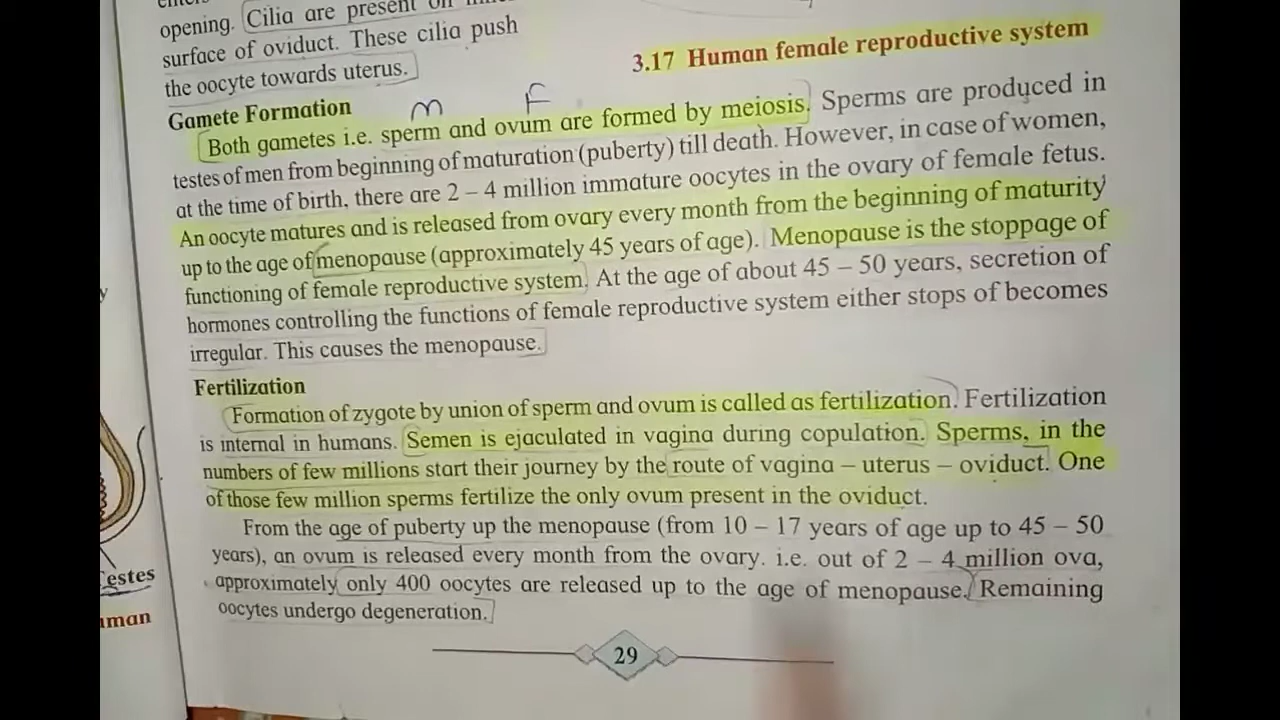 opening. Cilia are present on
surface of oviduct. These cilia push
the oocyte towards uterus.
3.17 Human female reproductive system
Gamete Formation
m F
Both gametes i.e. sperm and ovum are formed by meiosis. Sperms are produced in
testes of men from beginning of maturation (puberty) till death. However, in case of women,
at the time of birth, there are 2 – 4 million immature oocytes in the ovary of female fetus.
An oocyte matures and is released from ovary every month from the beginning of maturity
up to the age of menopause (approximately 45 years of age). Menopause is the stoppage of
functioning of female reproductive system. At the age of about 45 – 50 years, secretion of
hormones controlling the functions of female reproductive system either stops of becomes
irregular. This causes the menopause.
Fertilization
Formation of zygote by union of sperm and ovum is called as fertilization. Fertilization
is internal in humans. Semen is ejaculated in vagina during copulation. Sperms, in the
numbers of few millions start their journey by the route of vagina – uterus – oviduct. One
of those few million sperms fertilize the only ovum present in the oviduct.
From the age of puberty up the menopause (from 10 – 17 years of age up to 45 – 50
years), an ovum is released every month from the ovary. i.e. out of 2 – 4 million ova,
approximately only 400 oocytes are released up to the age of menopause. Remaining
oocytes undergo degeneration.
29